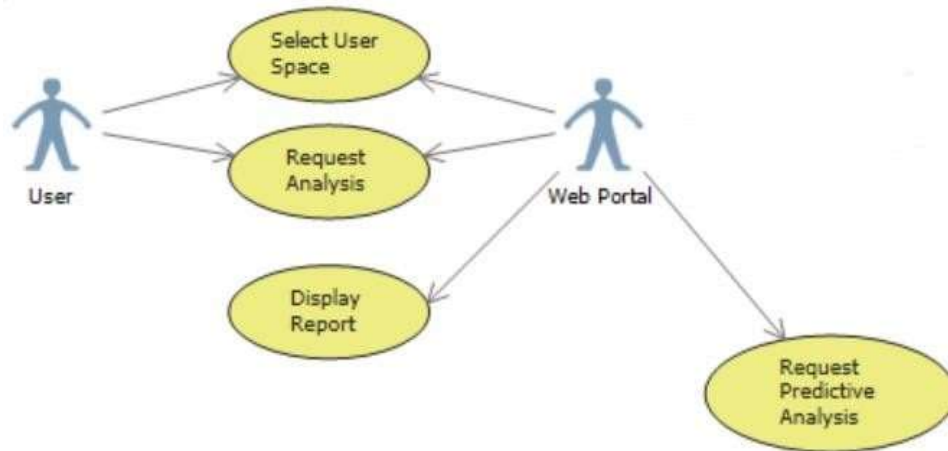 Select User
Space
User
Request
Analysis
Web Portal
Display
Report
Request
Predictive
Analysis